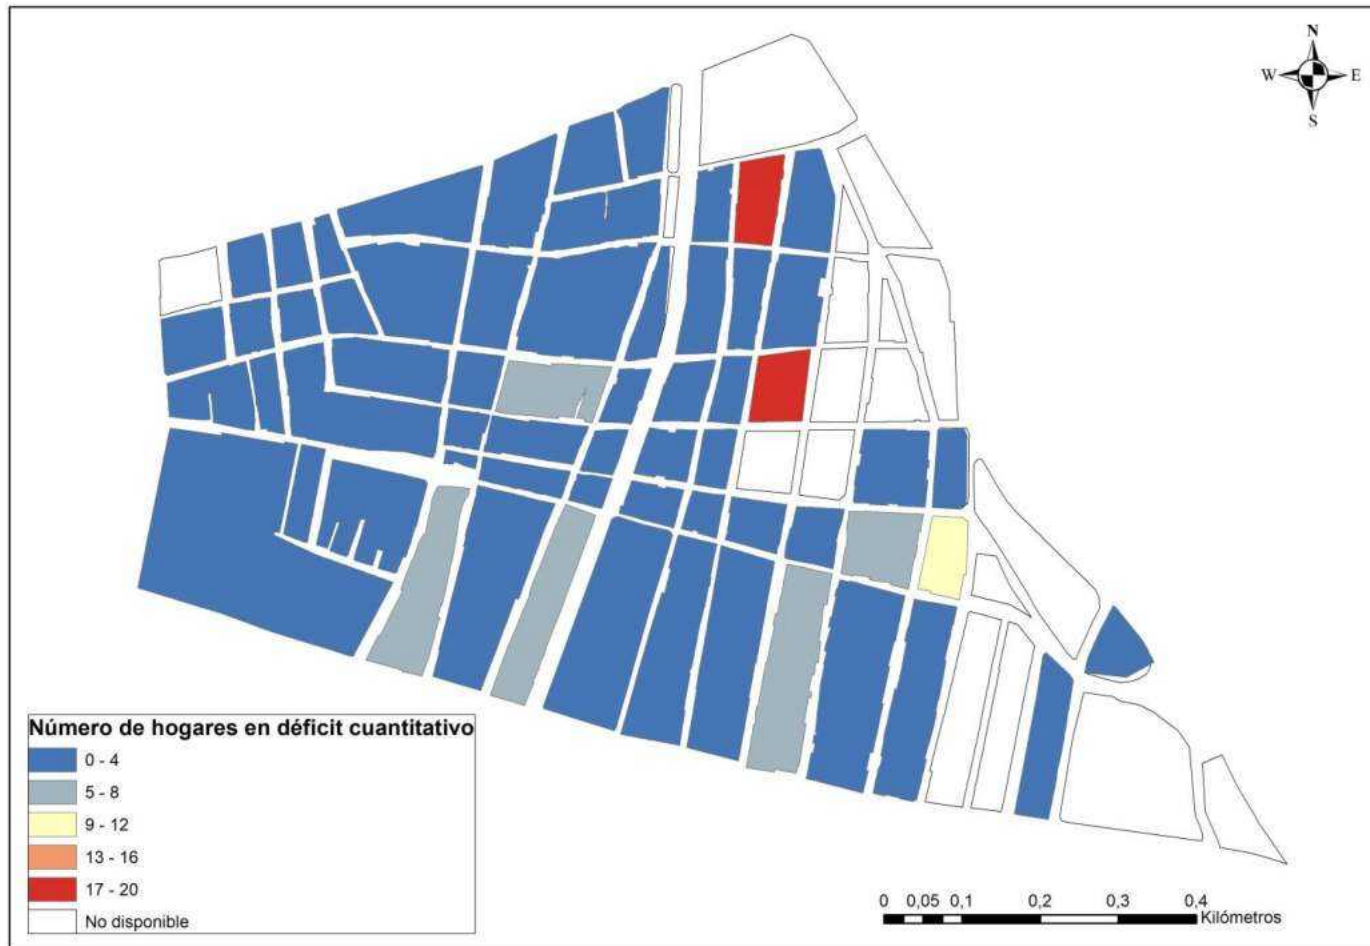 N
W E
S
Número de hogares en déficit cuantitativo
0 - 4
5 - 8
9 - 12
13 - 16
17 - 20
No disponible
0 0,05 0,1 0,2 0,3 0,4
Kilómetros